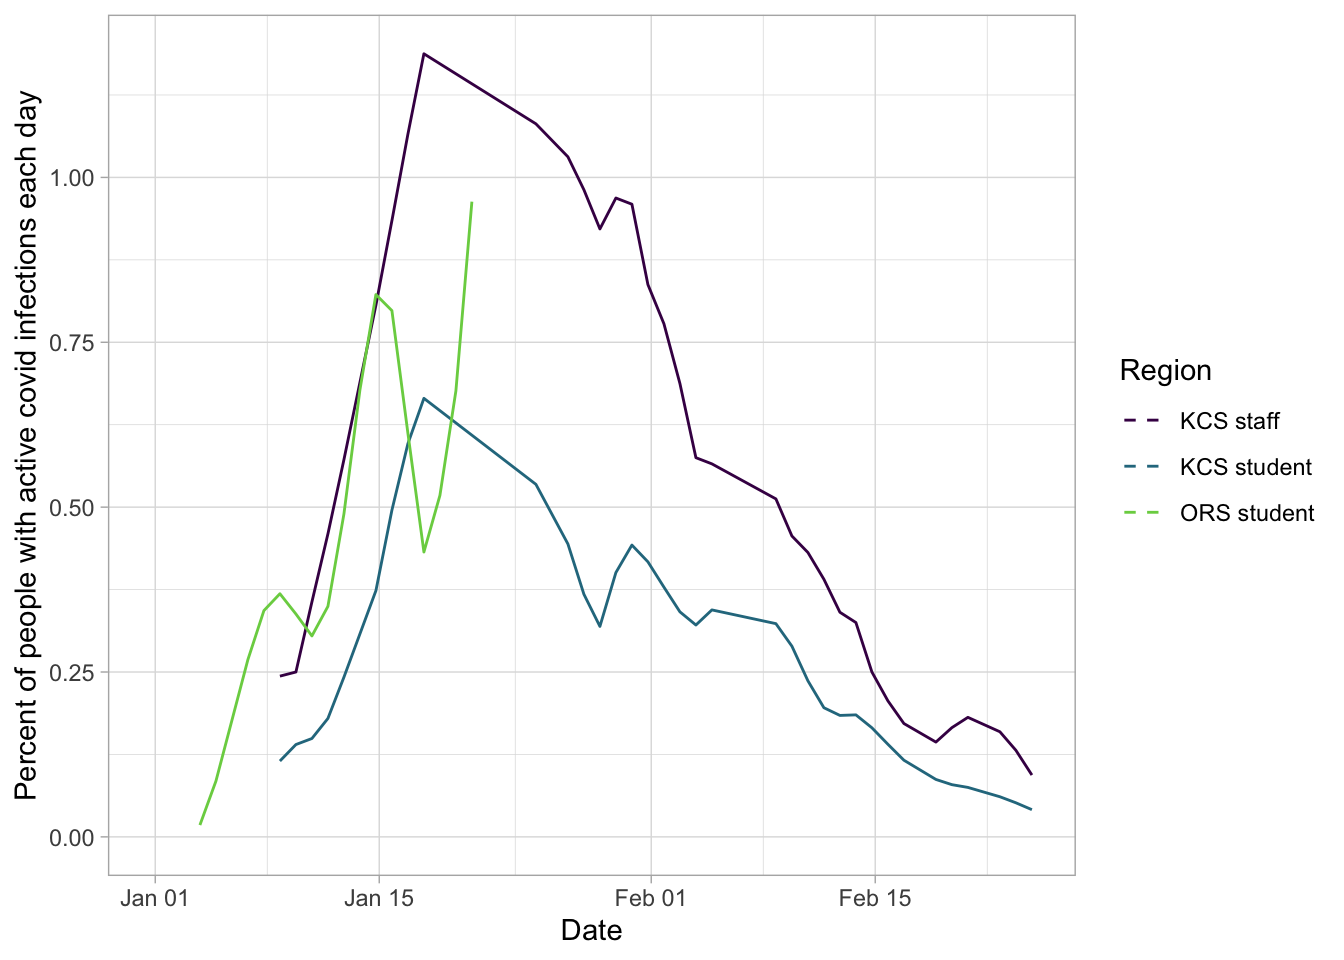 Percent of people with active covid infections each day
1.00
0.75
0.50
0.25
0.00
Jan 01
Jan 15
Feb 01
Feb 15
Date
Region
KCS staff
KCS student
ORS student